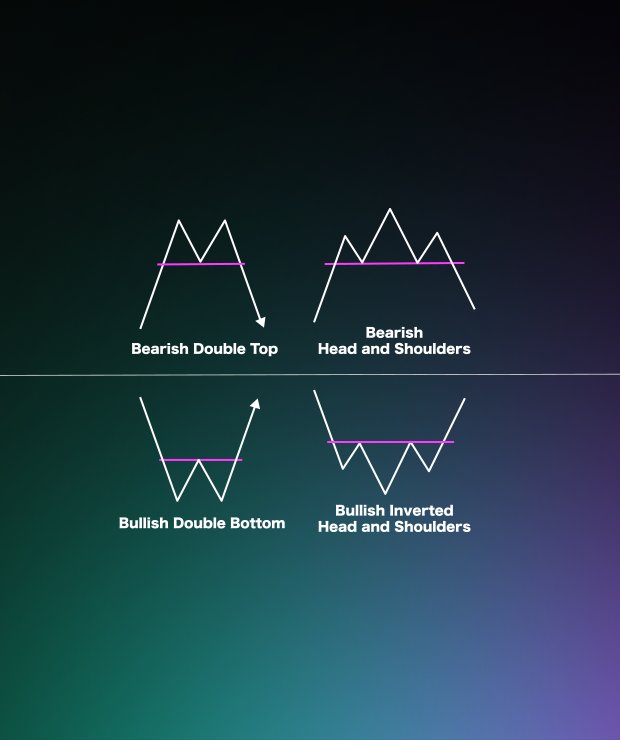 Bearish Double Top
Bearish
Head and Shoulders
Bullish Double Bottom
Bullish Inverted
Head and Shoulders